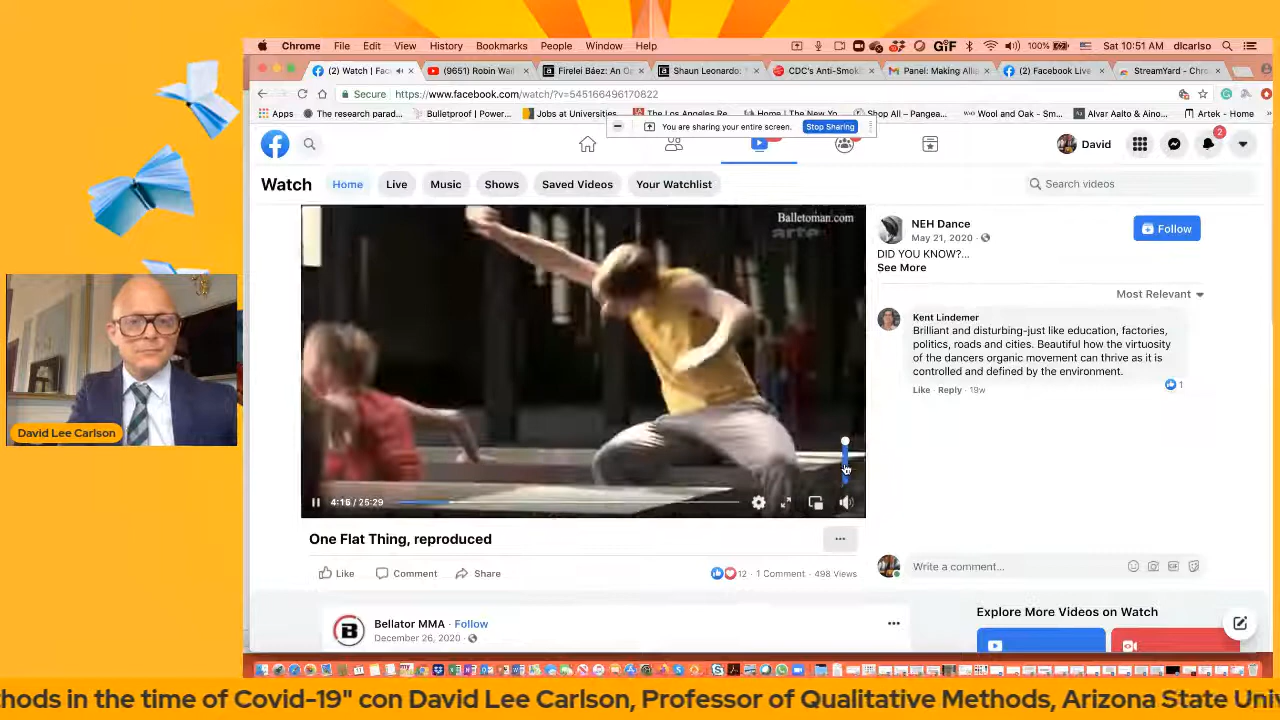 Chrome File Edit View History Bookmarks People Window Help GIF 100% Sat 10:51 AM dlcarlso
(2) Watch | Fac (9651) Robin Wal Firelei Báez: An O Shaun Leonardo: CDC's Anti-Smok Panel: Making Al (2) Facebook Live StreamYard - Chr
Secure https://www.facebook.com/watch/?v=545166496170822
Apps The research parad... Bulletproof | Power... Jobs at Universities The Los Angeles Re Home | The New Yo Shop All – Pangea... Wool and Oak - Sm... Alvar Aalto & Aino... Artek - Home
You are sharing your entire screen. Stop Sharing
David 2
Watch Home Live Music Shows Saved Videos Your Watchlist Search videos
Balletoman.com
arte
NEH Dance
May 21, 2020
Follow
DID YOU KNOW?...
See More
Most Relevant
Kent Lindemer
Brilliant and disturbing-just like education, factories,
politics, roads and cities. Beautiful how the virtuosity
of the dancers organic movement can thrive as it is
controlled and defined by the environment.
Like · Reply · 19w 1
David Lee Carlson
4:16 / 25:29
One Flat Thing, reproduced
Like Comment Share 12 · 1 Comment · 498 Views
Write a comment...
Explore More Videos on Watch
B
Bellator MMA · Follow
December 26, 2020
thods in the time of Covid-19" con David Lee Carlson, Professor of Qualitative Methods, Arizona State Univ